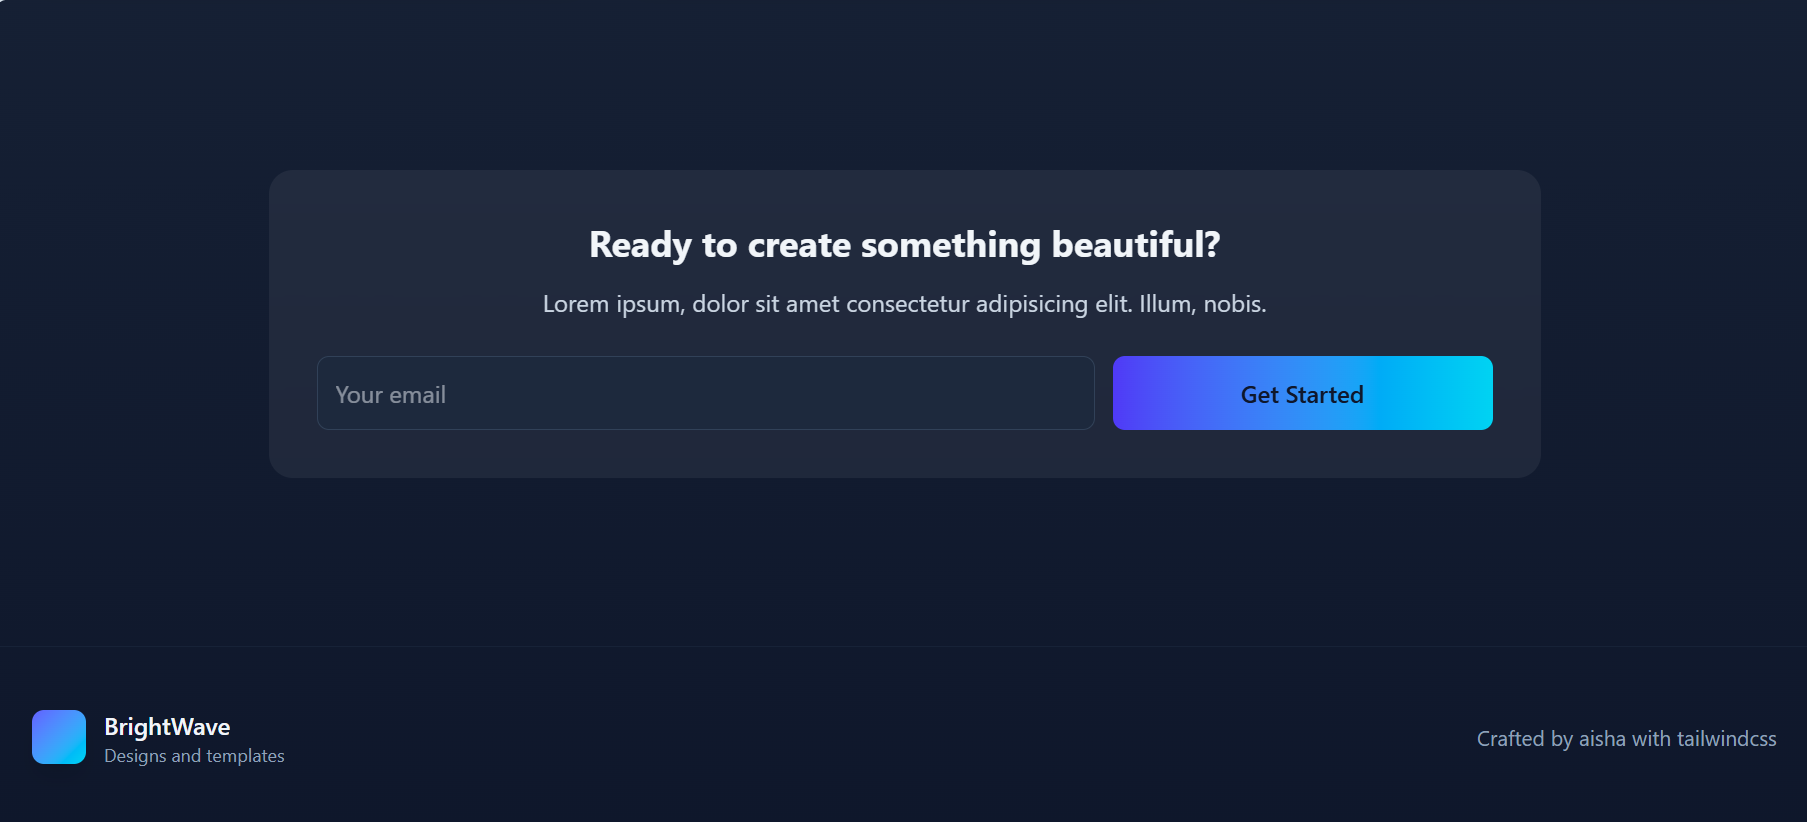 Ready to create something beautiful?
Lorem ipsum, dolor sit amet consectetur adipisicing elit. Illum, nobis.
Your email
Get Started
BrightWave
Designs and templates
Crafted by aisha with tailwindcss